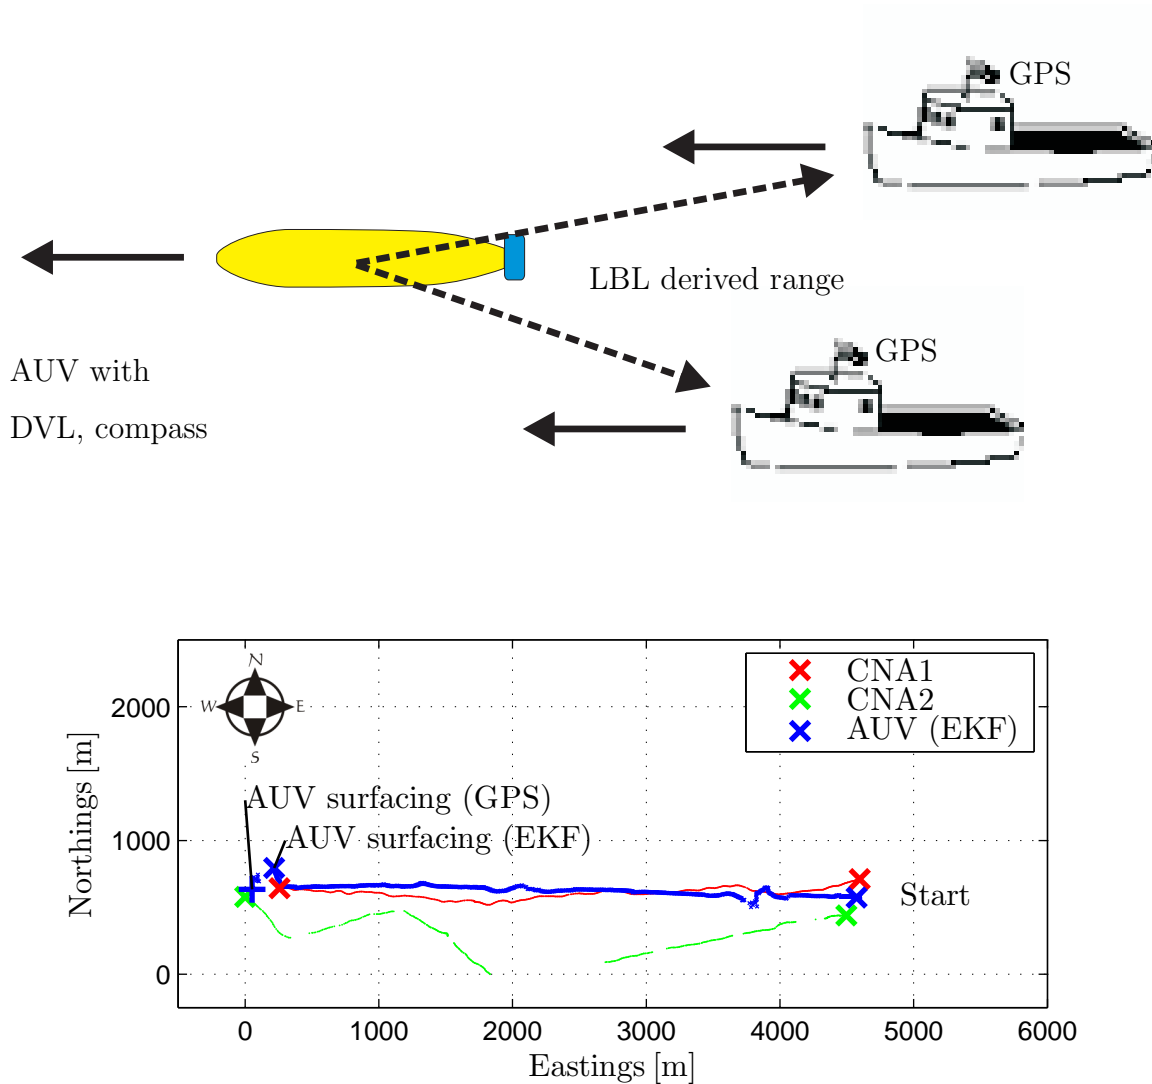 GPS
LBL derived range
GPS
AUV with
DVL, compass
N
W E
S
CNA1
CNA2
AUV (EKF)
AUV surfacing (GPS)
AUV surfacing (EKF)
Start
Northings [m]
2000
1000
0
0 1000 2000 3000 4000 5000 6000
Eastings [m]